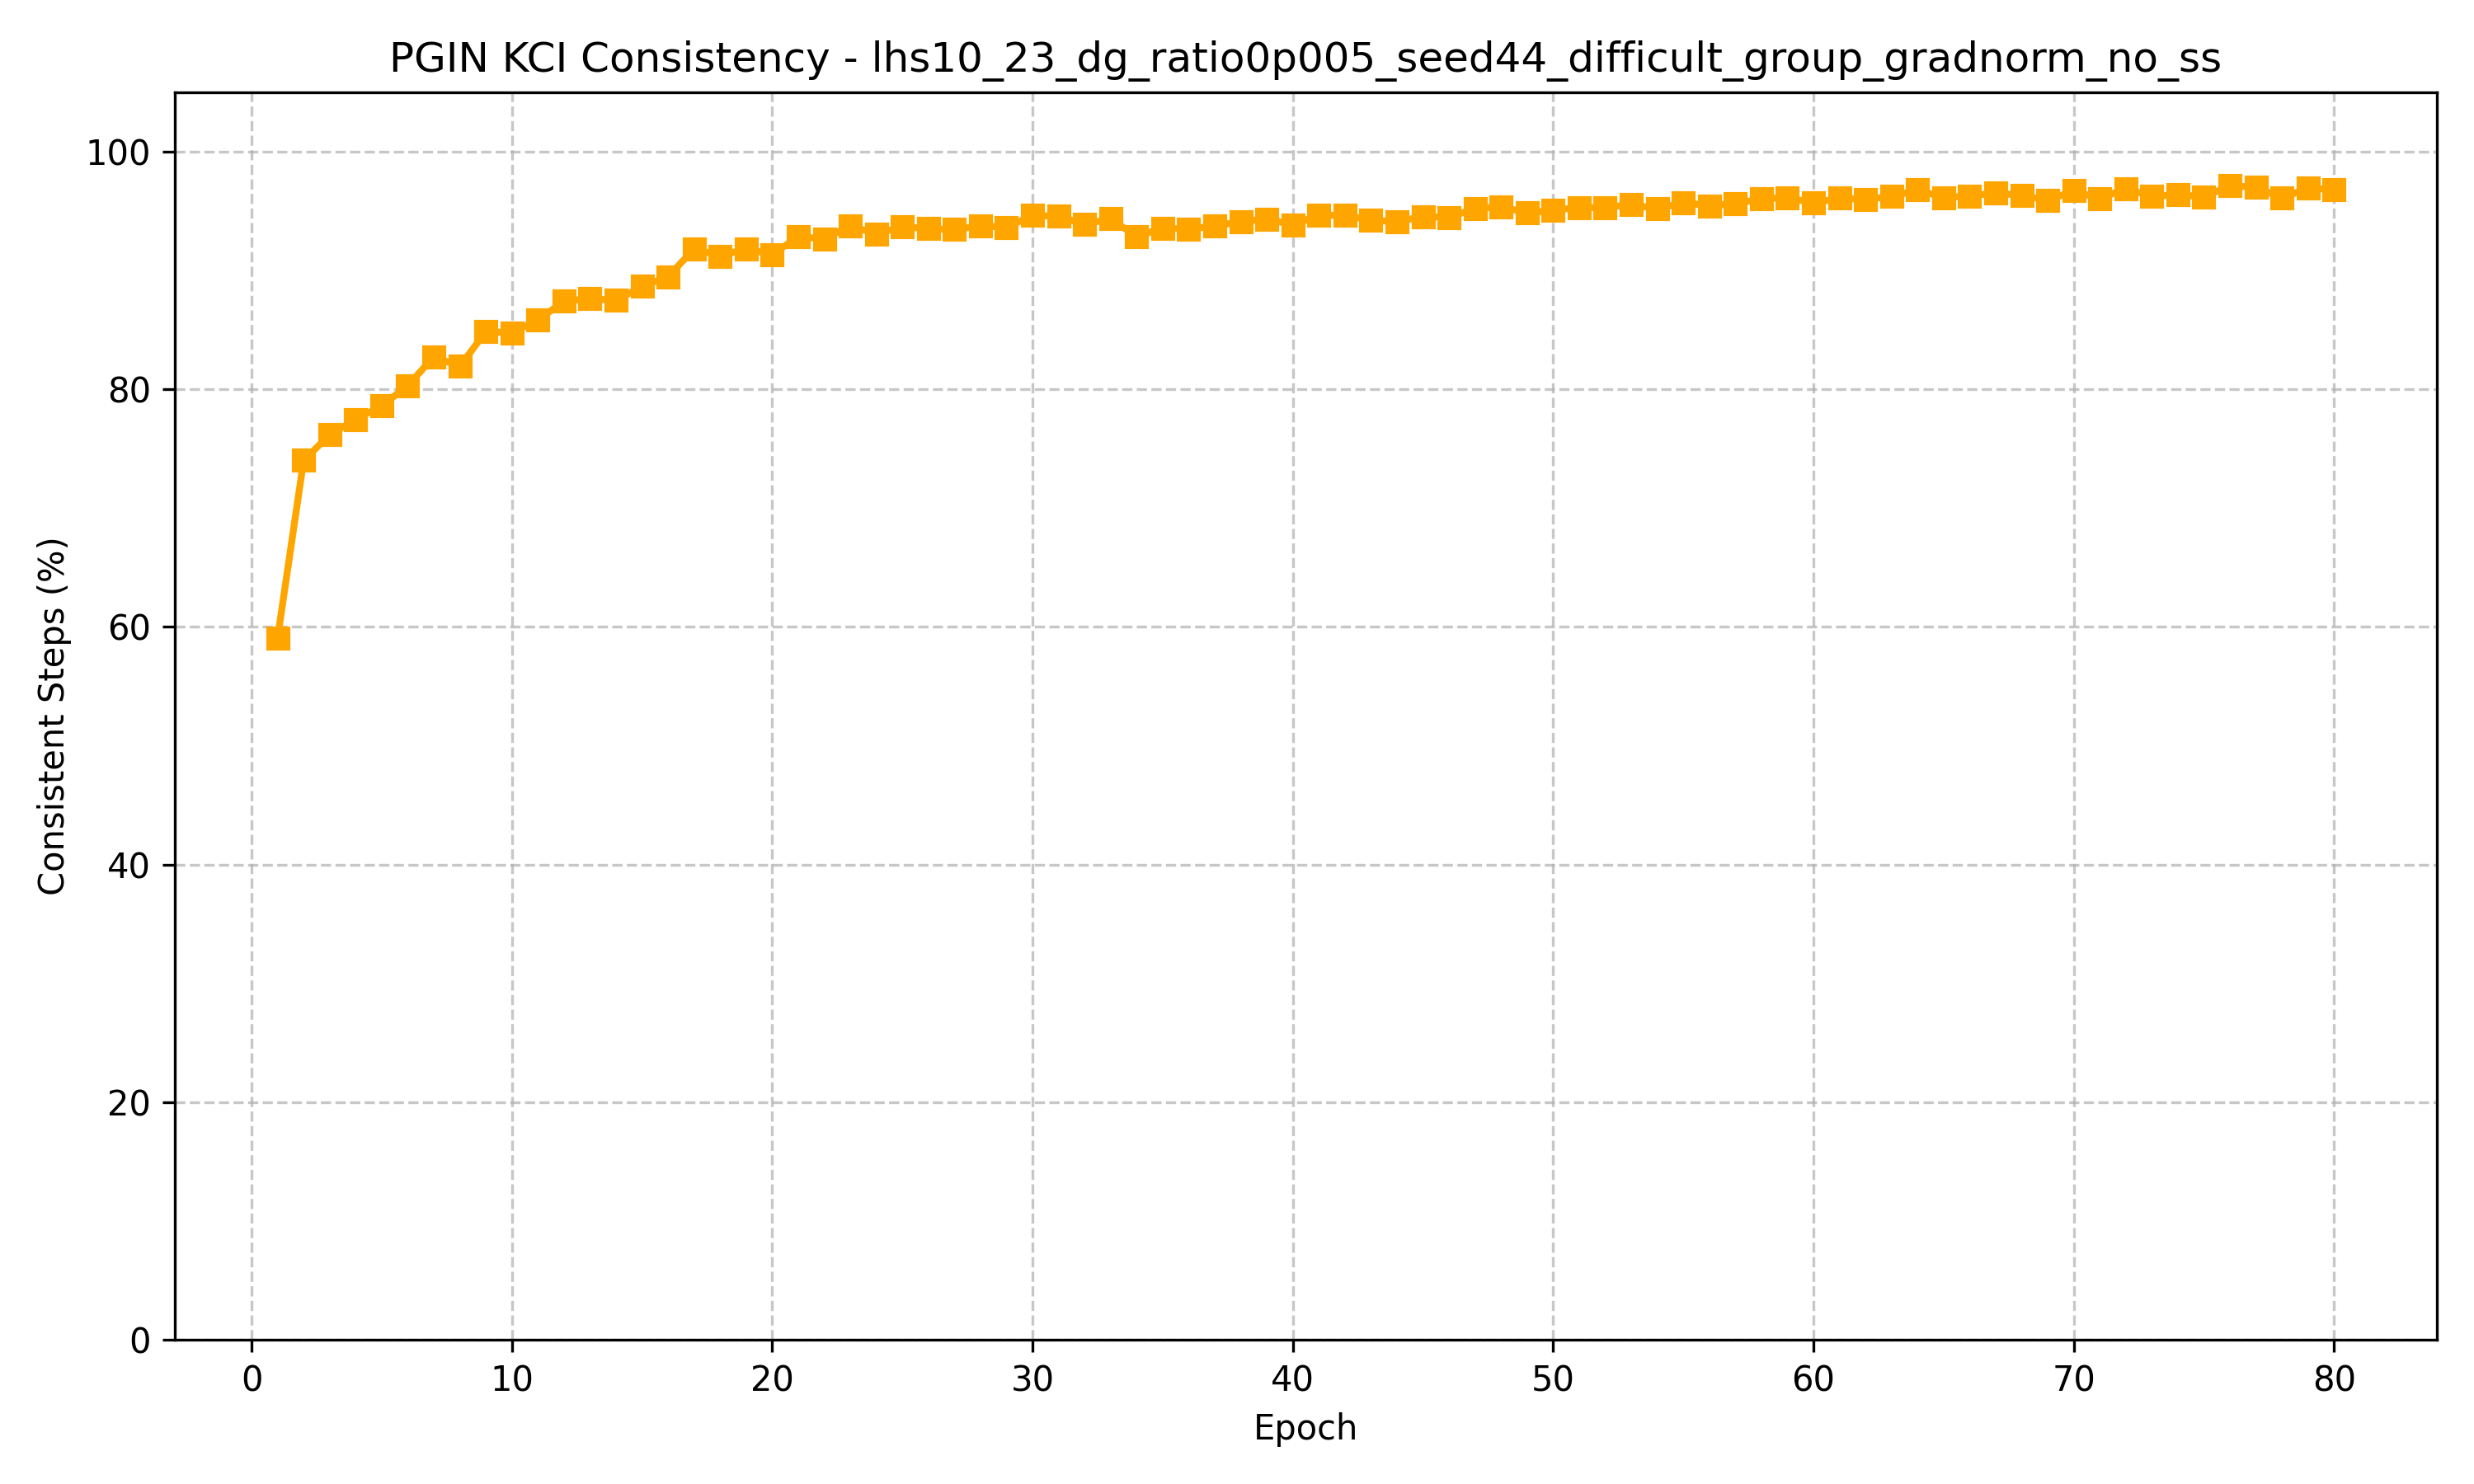 PGIN KCI Consistency - lhs10_23_dg_ratio0p005_seed44_difficult_group_gradnorm_no_ss
Consistent Steps (%)
100
80
60
40
20
0
0 10 20 30 40 50 60 70 80
Epoch